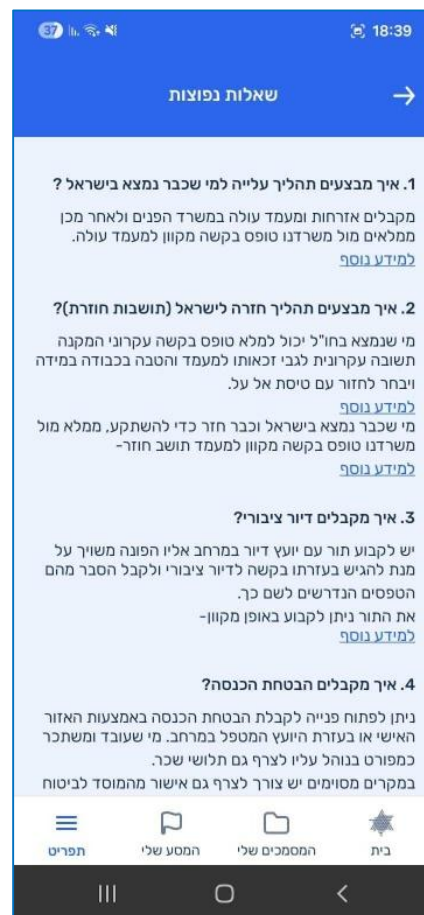 37
18:39
שאלות נפוצות
1. איך מבצעים תהליך עלייה למי שכבר נמצא בישראל ?
מקבלים אזרחות ומעמד עולה במשרד הפנים ולאחר מכן
ממלאים מול משרדנו טופס בקשה מקוון למעמד עולה.
למידע נוסף
2. איך מבצעים תהליך חזרה לישראל (תושבות חוזרת)?
מי שנמצא בחו"ל יכול למלא טופס בקשה עקרוני המקנה
תשובה עקרונית לגבי זכאותו למעמד והטבה בכבודה במידה
ויבחר לחזור עם טיסת אל על.
למידע נוסף
מי שכבר נמצא בישראל וכבר חזר כדי להשתקע, ממלא מול
משרדנו טופס בקשה מקוון למעמד תושב חוזר-
למידע נוסף
3. איך מקבלים דיור ציבורי?
יש לקבוע תור עם יועץ דיור במרחב אליו הפונה משויך על
מנת להגיש בעזרתו בקשה לדיור ציבורי ולקבל הסבר מהם
הטפסים הנדרשים לשם כך.
את התור ניתן לקבוע באופן מקוון-
למידע נוסף
4. איך מקבלים הבטחת הכנסה?
ניתן לפתוח פנייה לקבלת הבטחת הכנסה באמצעות האזור
האישי או בעזרת היועץ המטפל במרחב. מי שעובד ומשתכר
כמפורט בנוהל עליו לצרף גם תלושי שכר.
במקרים מסוימים יש צורך לצרף גם אישור מהמוסד לביטוח
בית
המסמכים שלי
המסע שלי
תפריט